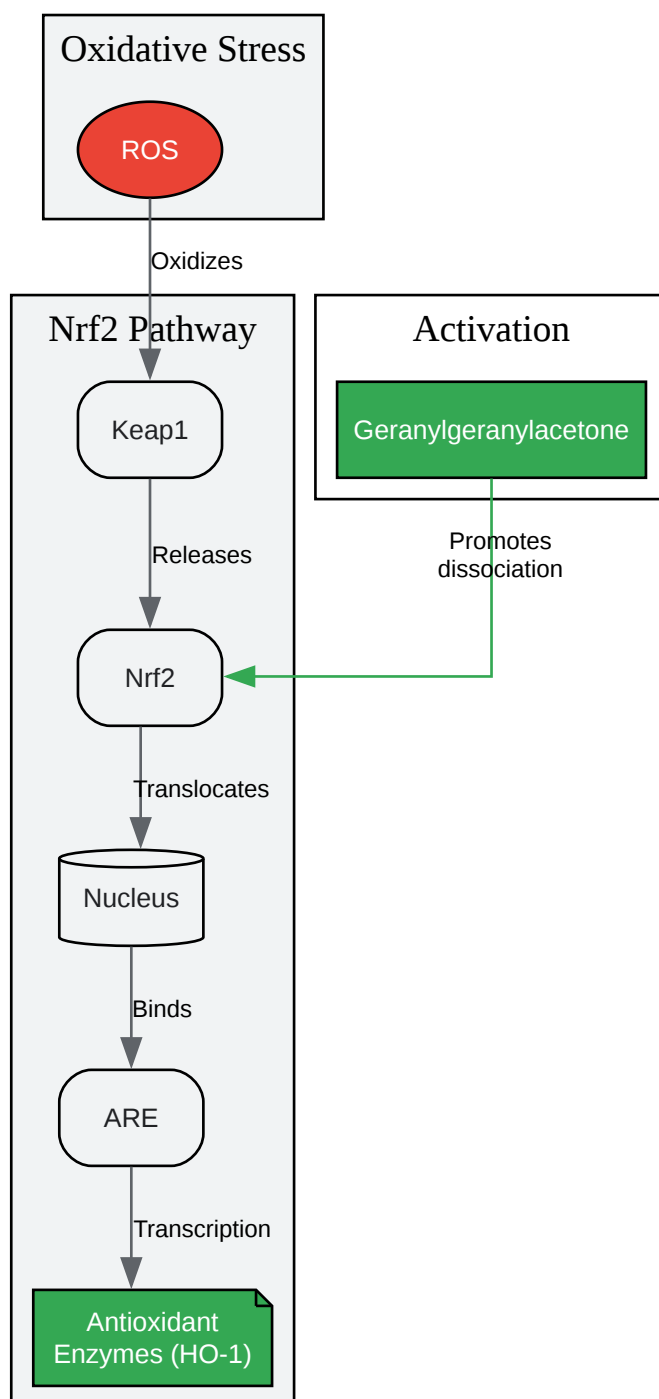 Oxidative Stress
ROS
Oxidizes
Nrf2 Pathway
Activation
Keap1
Geranylgeranylacetone
Releases
Promotes
dissociation
Nrf2
Translocates
Nucleus
Binds
ARE
Transcription
Antioxidant
Enzymes (HO-1)